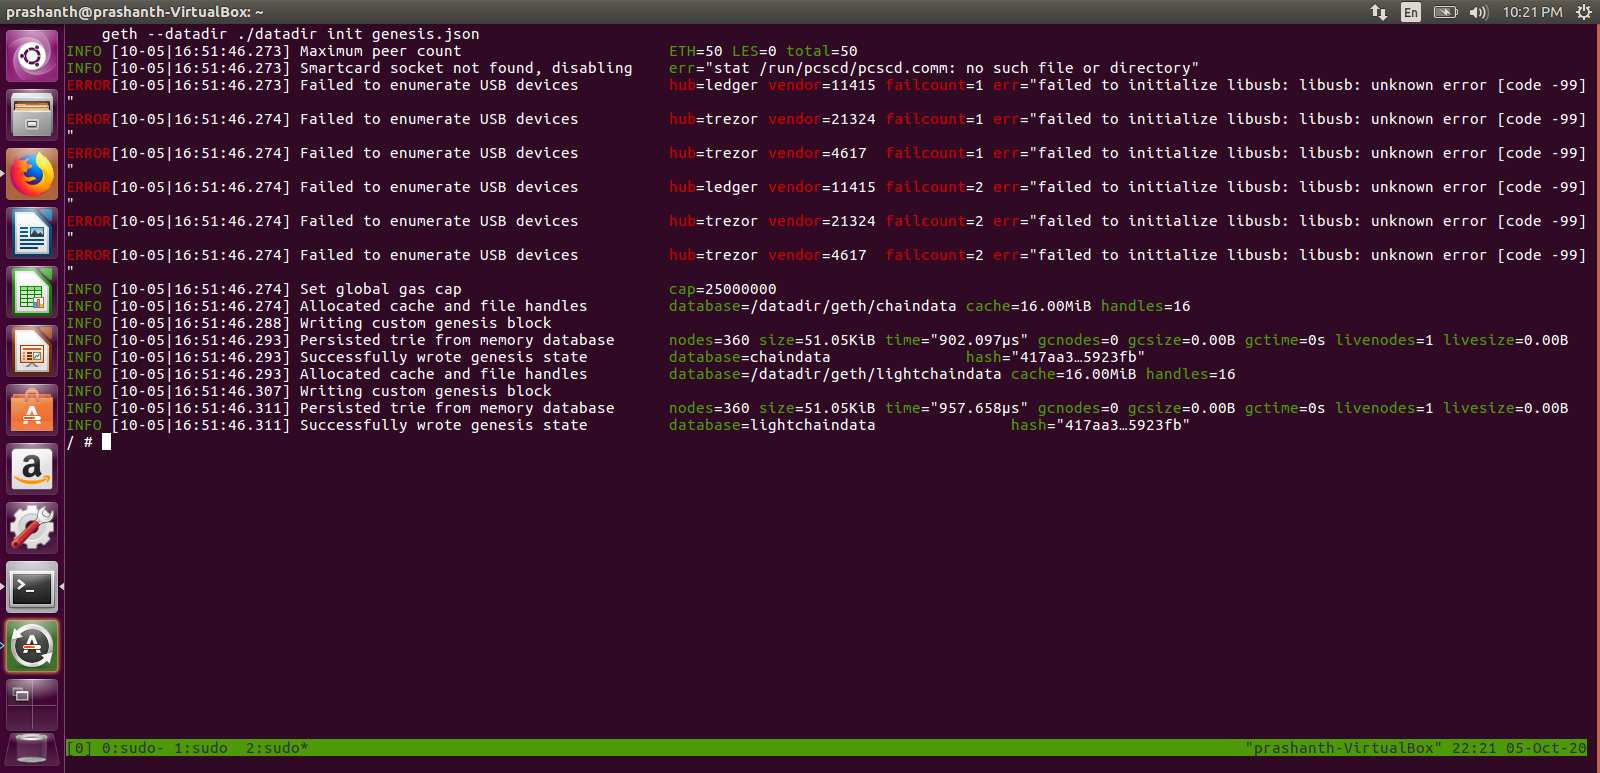 prashanth@prashanth-VirtualBox: ~
En
10:21 PM
geth --datadir ./datadir init genesis.json
INFO [10-05|16:51:46.273] Maximum peer count ETH=50 LES=0 total=50
INFO [10-05|16:51:46.273] Smartcard socket not found, disabling err="stat /run/pcscd/pcscd.comm: no such file or directory"
ERROR[10-05|16:51:46.273] Failed to enumerate USB devices hub=ledger vendor=11415 failcount=1 err="failed to initialize libusb: libusb: unknown error [code -99]
"
ERROR[10-05|16:51:46.274] Failed to enumerate USB devices hub=trezor vendor=21324 failcount=1 err="failed to initialize libusb: libusb: unknown error [code -99]
"
ERROR[10-05|16:51:46.274] Failed to enumerate USB devices hub=trezor vendor=4617 failcount=1 err="failed to initialize libusb: libusb: unknown error [code -99]
"
ERROR[10-05|16:51:46.274] Failed to enumerate USB devices hub=ledger vendor=11415 failcount=2 err="failed to initialize libusb: libusb: unknown error [code -99]
"
ERROR[10-05|16:51:46.274] Failed to enumerate USB devices hub=trezor vendor=21324 failcount=2 err="failed to initialize libusb: libusb: unknown error [code -99]
"
ERROR[10-05|16:51:46.274] Failed to enumerate USB devices hub=trezor vendor=4617 failcount=2 err="failed to initialize libusb: libusb: unknown error [code -99]
"
INFO [10-05|16:51:46.274] Set global gas cap cap=25000000
INFO [10-05|16:51:46.274] Allocated cache and file handles database=/datadir/geth/chaindata cache=16.00MiB handles=16
INFO [10-05|16:51:46.288] Writing custom genesis block
INFO [10-05|16:51:46.293] Persisted trie from memory database nodes=360 size=51.05KiB time="902.097µs" gcnodes=0 gcsize=0.00B gctime=0s livenodes=1 livesize=0.00B
INFO [10-05|16:51:46.293] Successfully wrote genesis state database=chaindata hash="417aa3…5923fb"
INFO [10-05|16:51:46.293] Allocated cache and file handles database=/datadir/geth/lightchaindata cache=16.00MiB handles=16
INFO [10-05|16:51:46.307] Writing custom genesis block
INFO [10-05|16:51:46.311] Persisted trie from memory database nodes=360 size=51.05KiB time="957.658µs" gcnodes=0 gcsize=0.00B gctime=0s livenodes=1 livesize=0.00B
INFO [10-05|16:51:46.311] Successfully wrote genesis state database=lightchaindata hash="417aa3…5923fb"
/ #
[0] 0:sudo- 1:sudo 2:sudo* "prashanth-VirtualBox" 22:21 05-Oct-20